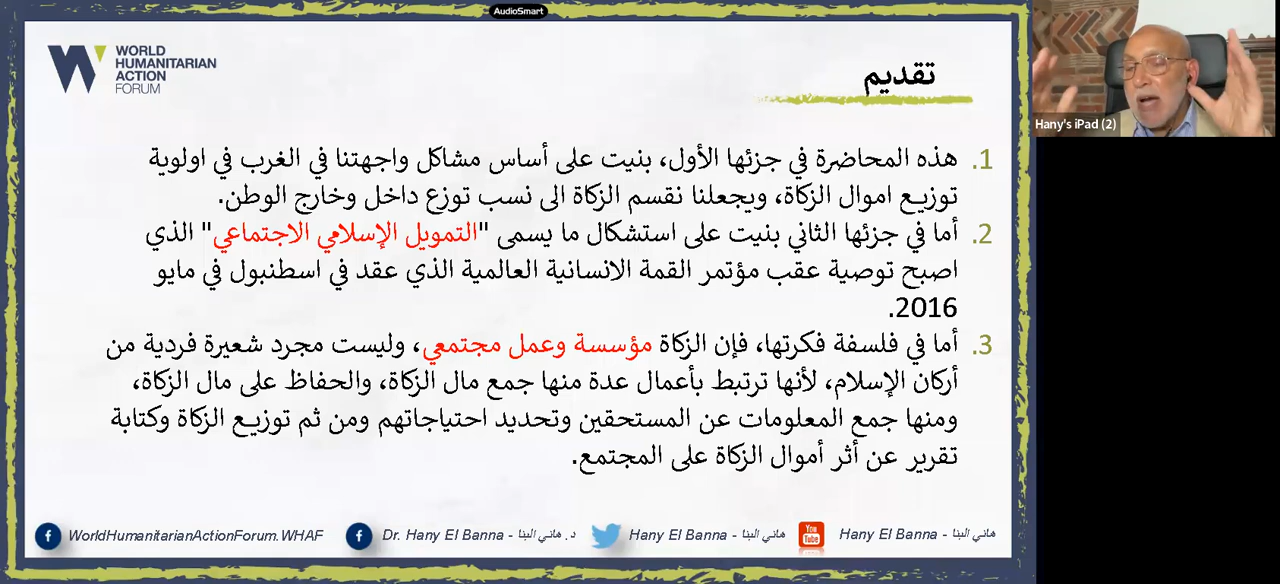 AudioSmart
WORLD
HUMANITARIAN
ACTION
FORUM
تقديم
Hany's iPad (2)
1. هذه المحاضرة في جزئها الأول، بنيت على أساس مشاكل واجهتنا في الغرب في اولوية
توزيع اموال الزكاة، ويجعلنا نقسم الزكاة الى نسب توزع داخل وخارج الوطن.
2. أما في جزئها الثاني بنيت على استشكال ما يسمى "التمويل الإسلامي الاجتماعي" الذي
اصبح توصية عقب مؤتمر القمة الانسانية العالمية الذي عقد في اسطنبول في مايو
2016.
3. أما في فلسفة فكرتها، فإن الزكاة مؤسسة وعمل مجتمعي، وليست مجرد شعيرة فردية من
أركان الإسلام، لأنها ترتبط بأعمال عدة منها جمع مال الزكاة، والحفاظ على مال الزكاة،
ومنها جمع المعلومات عن المستحقين وتحديد احتياجاتهم ومن ثم توزيع الزكاة وكتابة
تقرير عن أثر أموال الزكاة على المجتمع.
WorldHumanitarianActionForum.WHAF Dr. Hany El Banna - د. هاني البنا Hany El Banna - هاني البنا You Tube Hany El Banna - هاني البنا